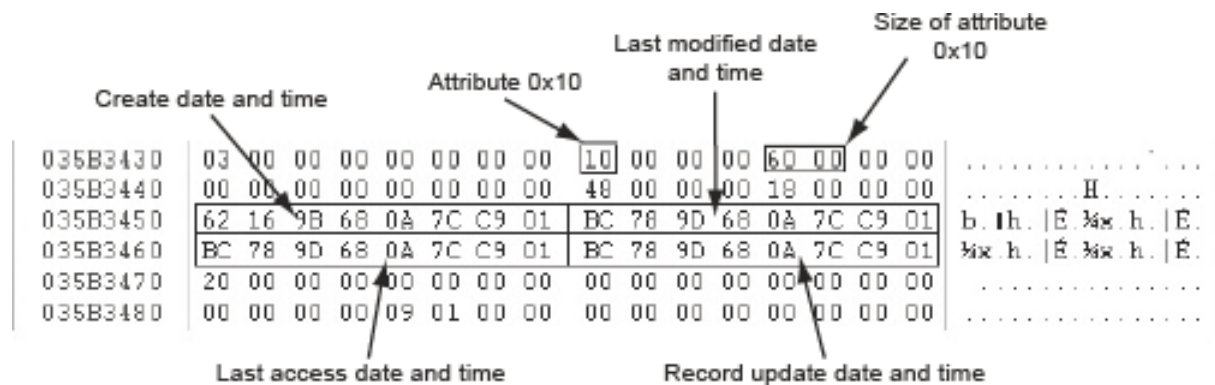 Size of attribute
0x10
Last modified date
and time
Attribute 0x10
Create date and time
035B3430 03 00 00 00 00 00 00 00 10 00 00 00 60 00 00 00 ................
035B3440 00 00 00 00 00 00 00 00 48 00 00 00 18 00 00 00 ........H.......
035B3450 62 16 9B 68 0A 7C C9 01 BC 78 9D 68 0A 7C C9 01 b.▮h.|É.¼x.h.|É.
035B3460 BC 78 9D 68 0A 7C C9 01 BC 78 9D 68 0A 7C C9 01 ¼x.h.|É.¼x.h.|É.
035B3470 20 00 00 00 00 00 00 00 00 00 00 00 00 00 00 00 ...............
035B3480 00 00 00 00 09 01 00 00 00 00 00 00 00 00 00 00 ................
Last access date and time
Record update date and time